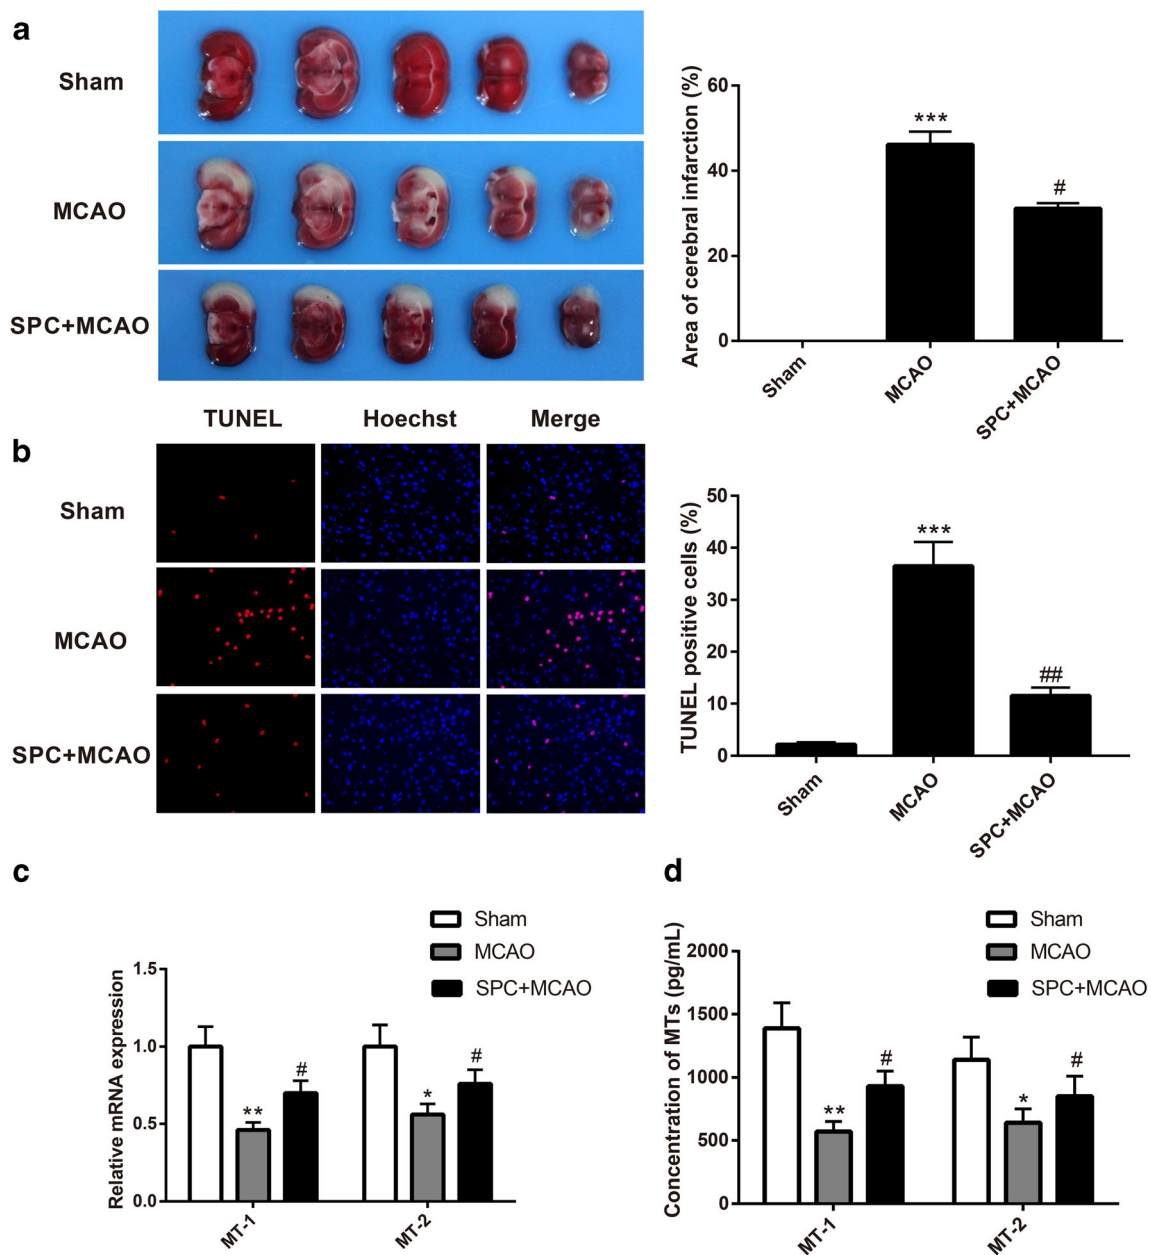 a
Sham
MCAO
SPC+MCAO
Area of cerebral infarction (%)
60
40
20
0
***
#
Sham
MCAO
SPC+MCAO
b
TUNEL
Hoechst
Merge
Sham
MCAO
SPC+MCAO
TUNEL positive cells (%)
50
40
30
20
10
0
***
##
Sham
MCAO
SPC+MCAO
c
Sham
MCAO
SPC+MCAO
Relative mRNA expression
1.5
1.0
0.5
0.0
**
#
*
#
MT-1
MT-2
d
Sham
MCAO
SPC+MCAO
Concentration of MTs (pg/mL)
2000
1500
1000
500
0
**
#
*
#
MT-1
MT-2